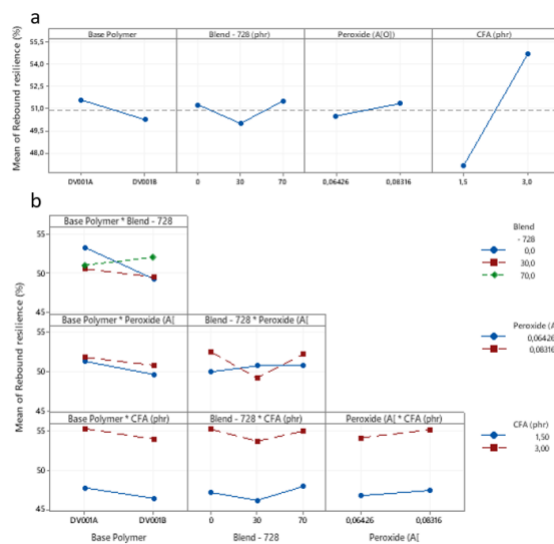 a
Base Polymer Blend - 728 (phr) Peroxide (A[O]) CFA (phr)
Mean of Rebound resilience (%)
55,5
54,0
52,5
51,0
49,5
48,0
DV001A DV001B 0 30 70 0,06426 0,08316 1,5 3,0
b
Base Polymer * Blend - 728
Mean of Rebound resilience (%)
55
50
45
Blend
- 728
0,0
30,0
70,0
Base Polymer * Peroxide (A[ Blend - 728 * Peroxide (A[
55
50
45
Peroxide (A[
0,06426
0,08316
Base Polymer * CFA (phr) Blend - 728 * CFA (phr) Peroxide (A[ * CFA (phr)
55
50
45
CFA (phr)
1,50
3,00
DV001A DV001B 0 30 70 0,06426 0,08316
Base Polymer Blend - 728 Peroxide (A[